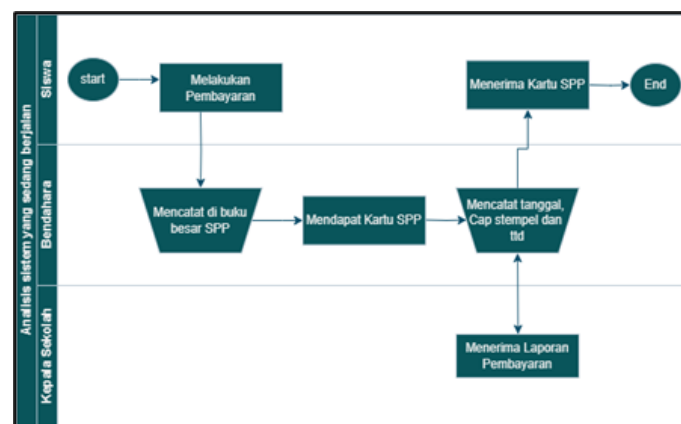 Analisis sistem yang sedang berjalan
Siswa
start
Melakukan
Pembayaran
Menerima Kartu SPP
End
Bendahara
Mencatat di buku
besar SPP
Mendapat Kartu SPP
Mencatat tanggal,
Cap stempel dan
ttd
Kepala Sekolah
Menerima Laporan
Pembayaran